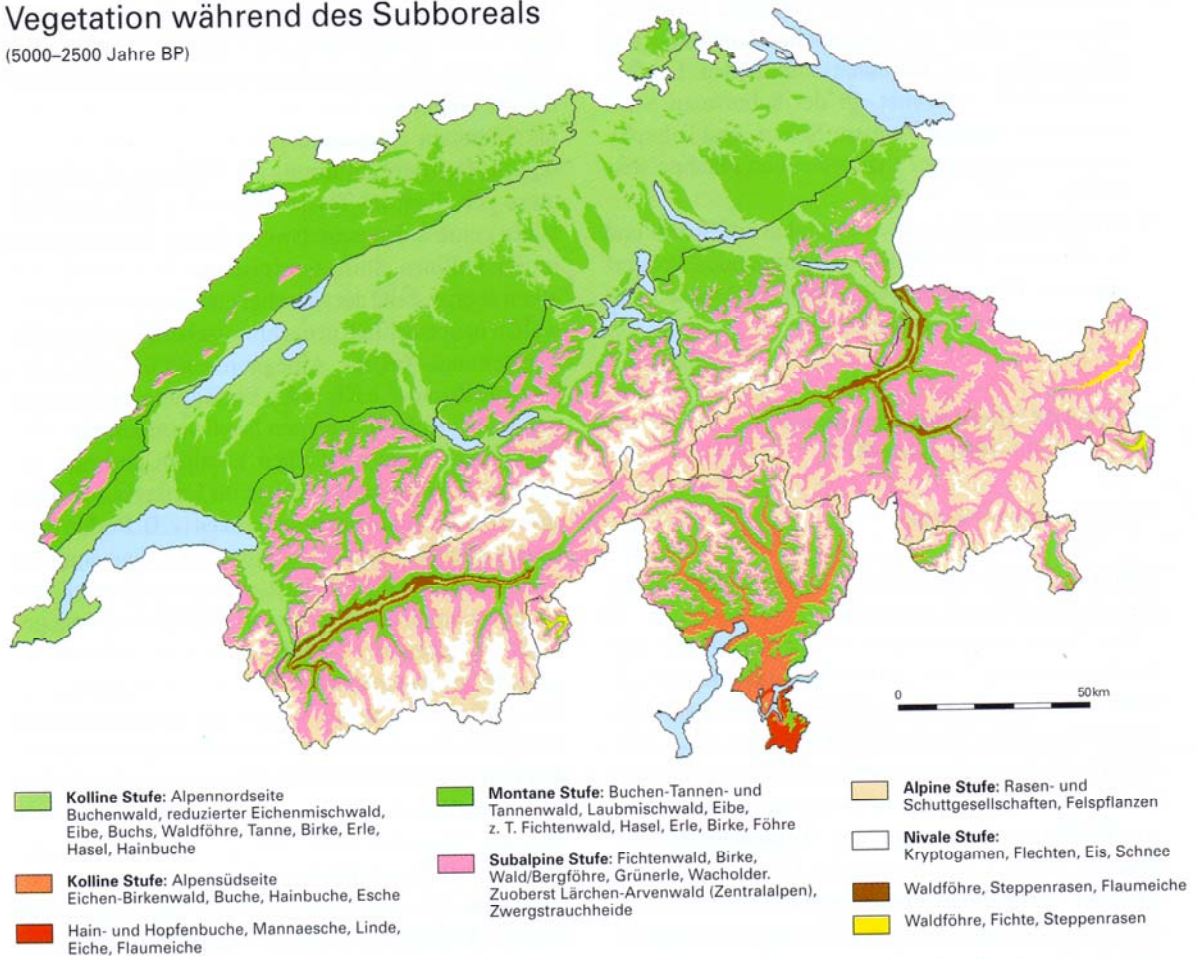 Vegetation während des Subboreals
(5000–2500 Jahre BP)
0 50km
Kolline Stufe: Alpennordseite
Buchenwald, reduzierter Eichenmischwald,
Eibe, Buchs, Waldföhre, Tanne, Birke, Erle,
Hasel, Hainbuche
Kolline Stufe: Alpensüdseite
Eichen-Birkenwald, Buche, Hainbuche, Esche
Hain- und Hopfenbuche, Mannaesche, Linde,
Eiche, Flaumeiche
Montane Stufe: Buchen-Tannen- und
Tannenwald, Laubmischwald, Eibe,
z. T. Fichtenwald, Hasel, Erle, Birke, Föhre
Subalpine Stufe: Fichtenwald, Birke,
Wald/Bergföhre, Grünerle, Wacholder.
Zuoberst Lärchen-Arvenwald (Zentralalpen),
Zwergstrauchheide
Alpine Stufe: Rasen- und
Schuttgesellschaften, Felspflanzen
Nivale Stufe:
Kryptogamen, Flechten, Eis, Schnee
Waldföhre, Steppenrasen, Flaumeiche
Waldföhre, Fichte, Steppenrasen